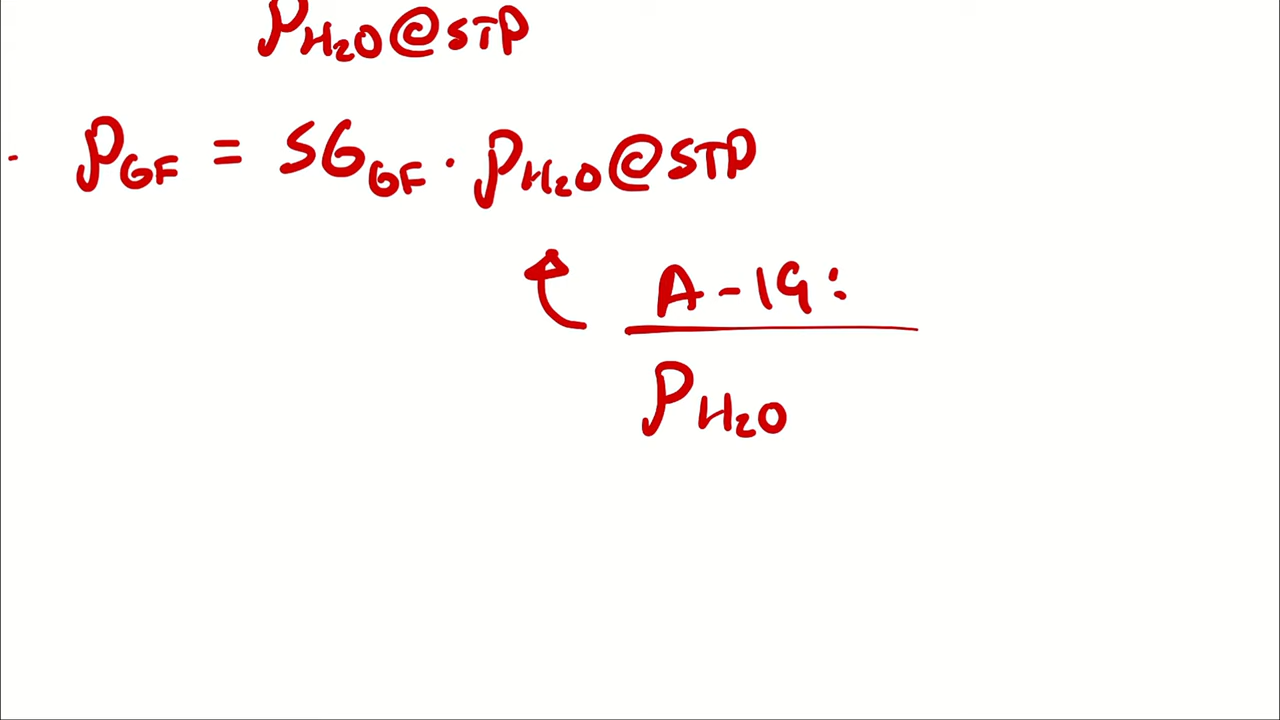 ρH₂O@STP
ρGF = SGGF · ρH₂O@STP
A-19:
ρH₂O